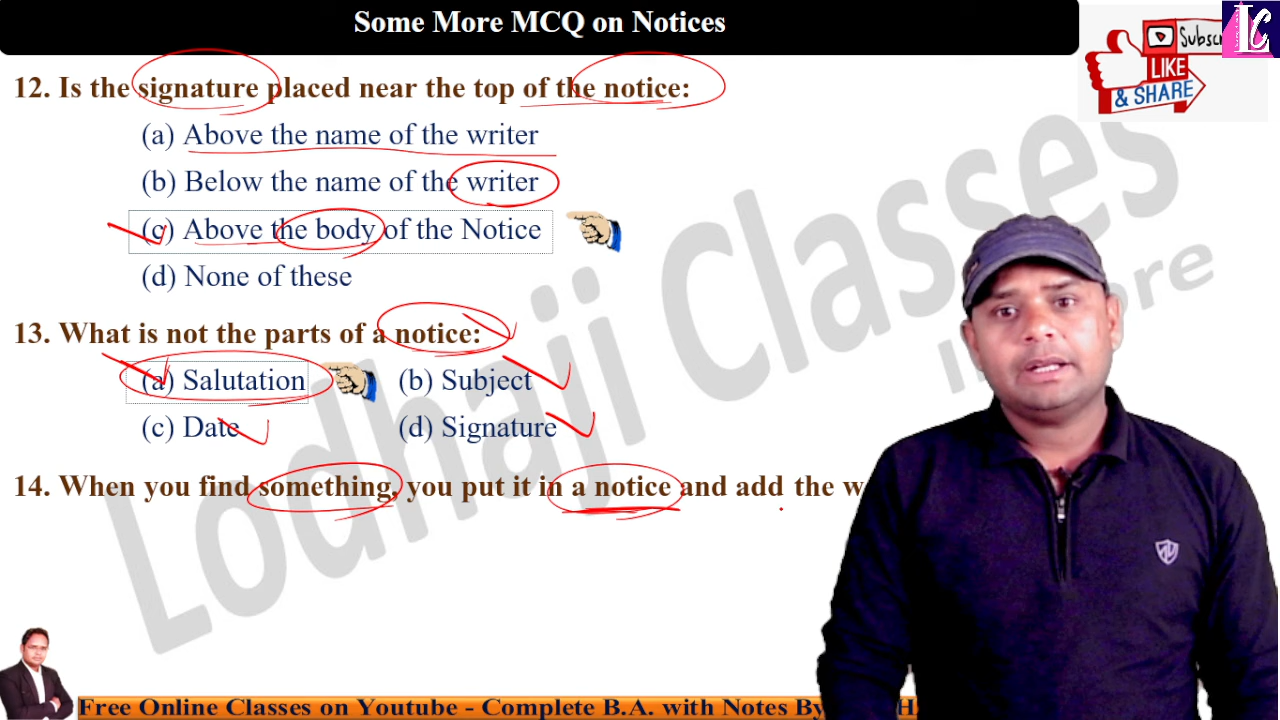 Some More MCQ on Notices
Subscr
LIKE
& SHARE
LC
12. Is the signature placed near the top of the notice:
(a) Above the name of the writer
(b) Below the name of the writer
(c) Above the body of the Notice
(d) None of these
13. What is not the parts of a notice:
(a) Salutation (b) Subject
(c) Date (d) Signature
14. When you find something, you put it in a notice and add the w
Lodhaji Classes
Free Online Classes on Youtube - Complete B.A. with Notes By